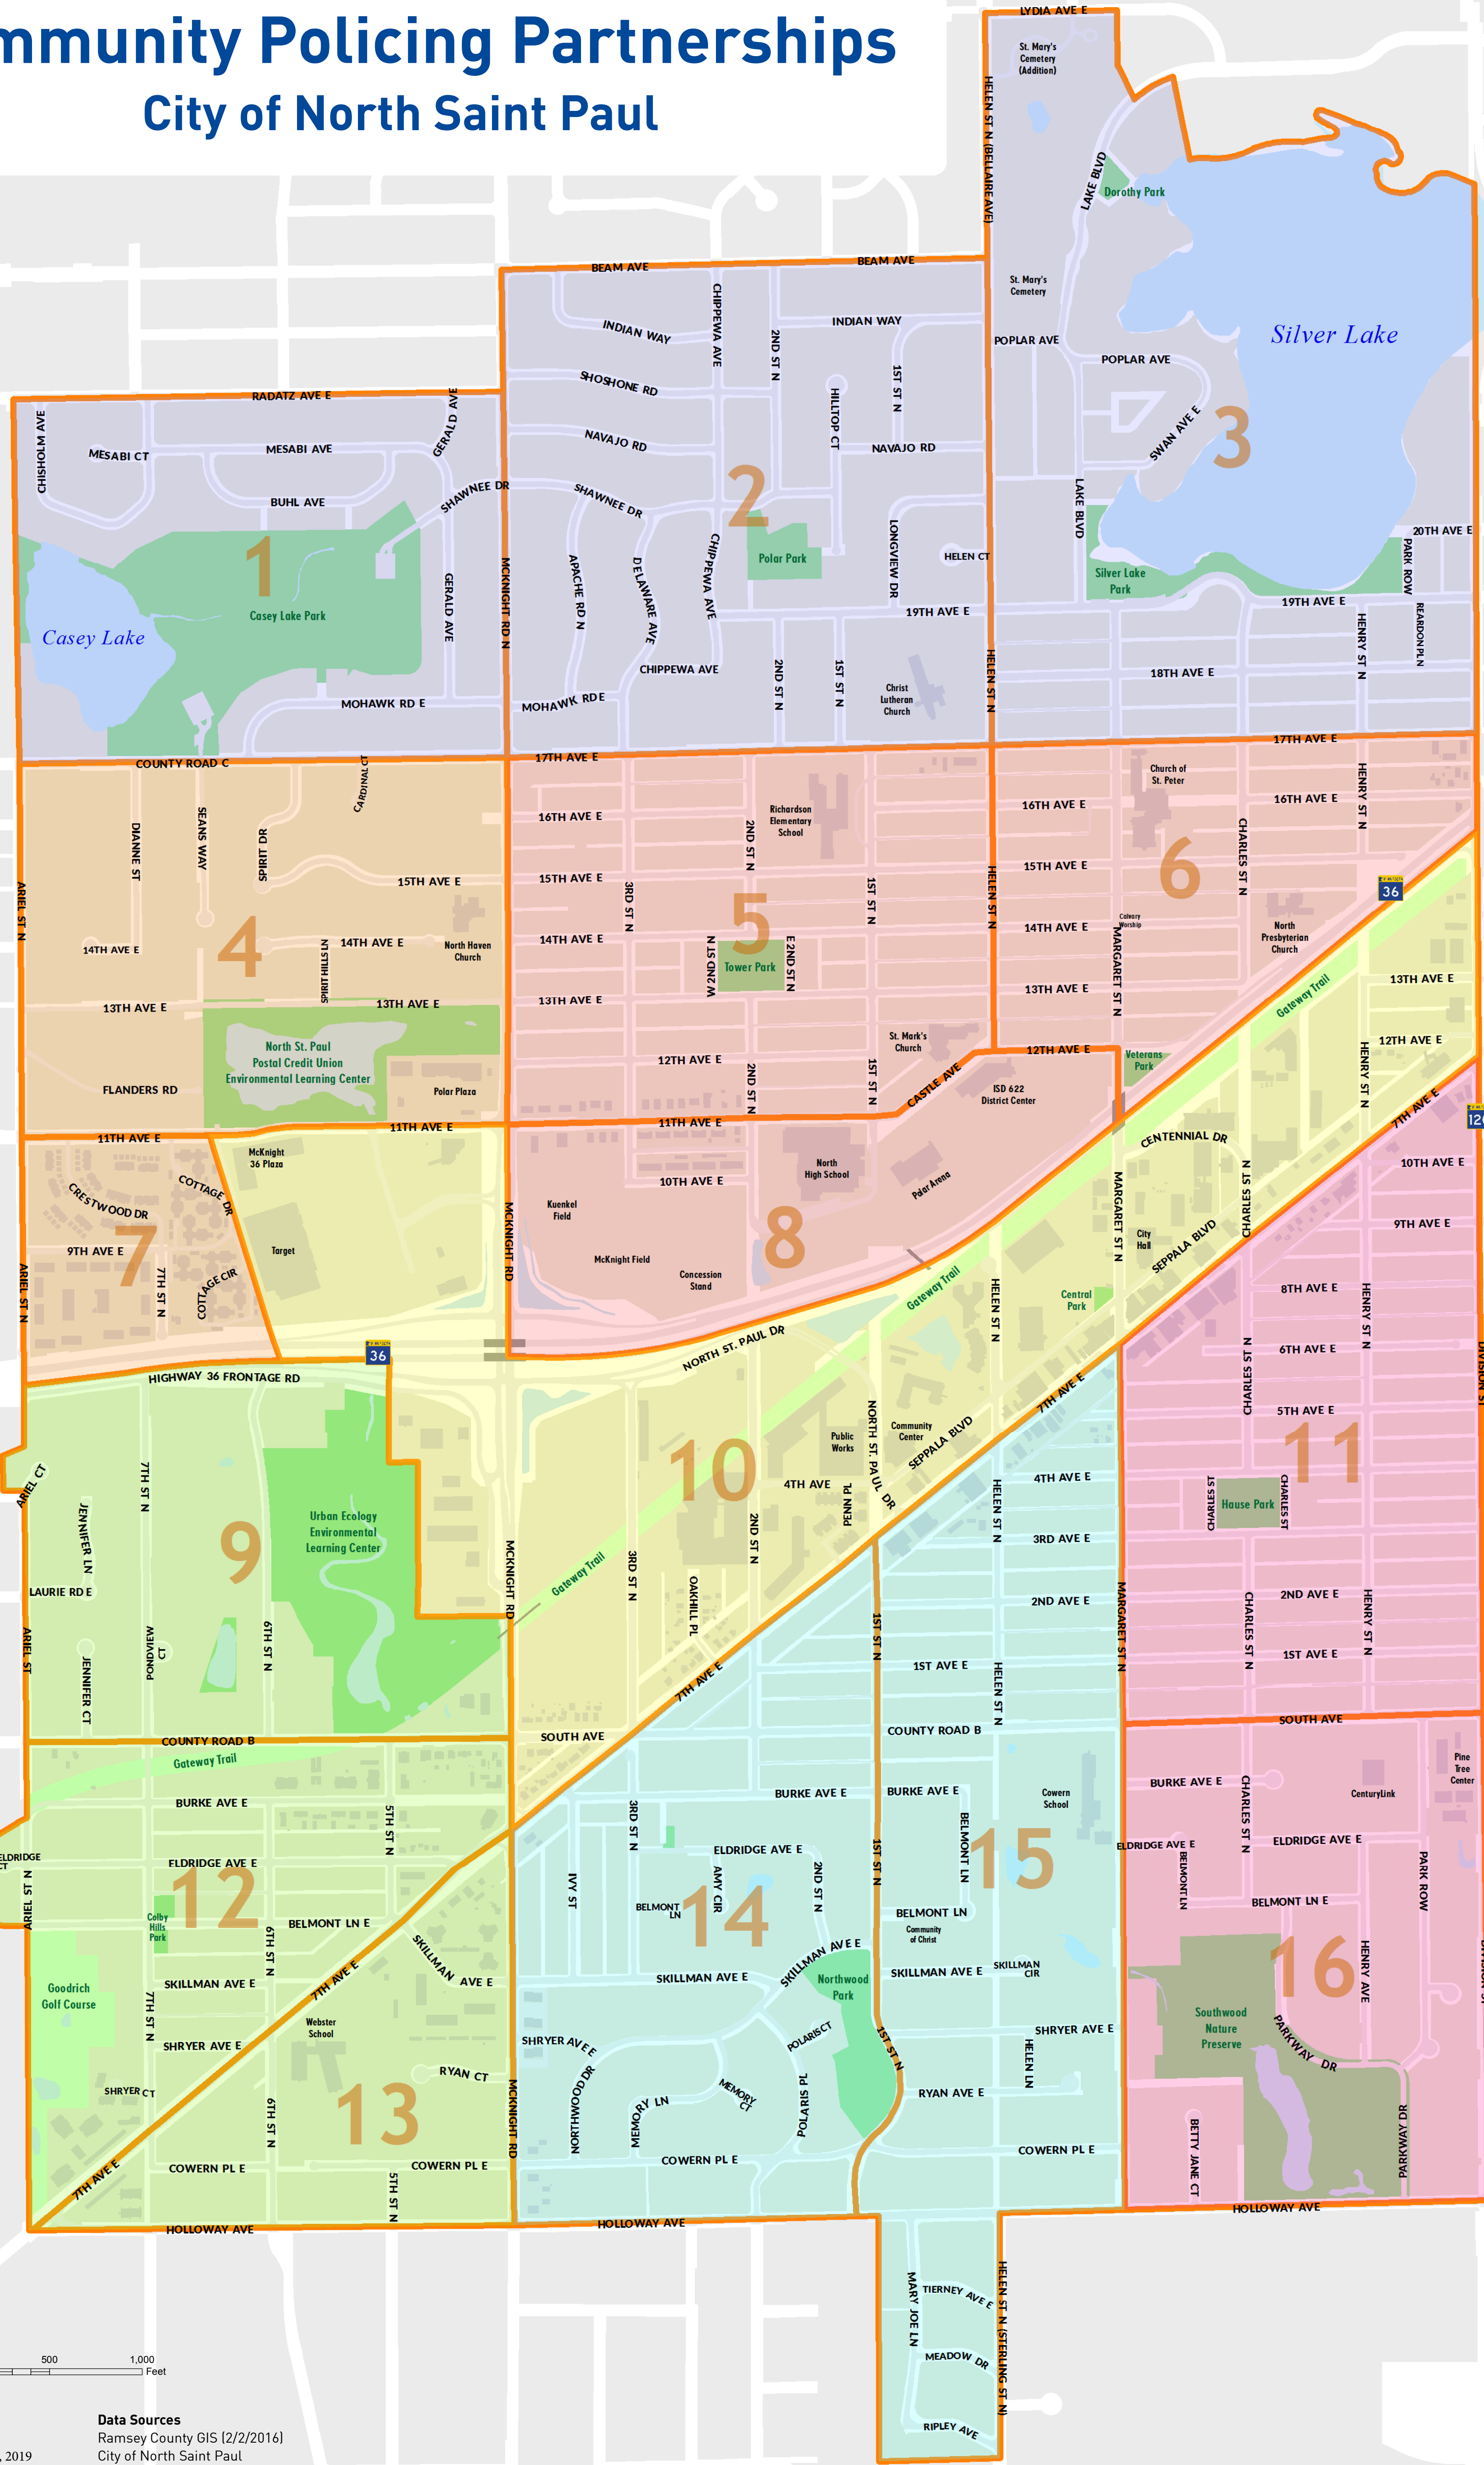 mmunity Policing Partnerships
City of North Saint Paul
LYDIA AVE E
St. Mary's
Cemetery
(Addition)
HELEN ST N (BELLAIRE AVE)
LAKE BLVD
Dorothy Park
BEAM AVE
BEAM AVE
St. Mary's
Cemetery
CHIPPEWA AVE
INDIAN WAY
INDIAN WAY
2ND ST N
POPLAR AVE
POPLAR AVE
Silver Lake
SHOSHONE RD
1ST ST N
HILLTOP CT
RADATZ AVE E
GERALD AVE
CHISHOLM AVE
MESABI CT
MESABI AVE
NAVAJO RD
NAVAJO RD
SWAN AVE E
3
BUHL AVE
SHAWNEE DR
SHAWNEE DR
2
LAKE BLVD
20TH AVE E
1
MCKNIGHT RD N
APACHE RD N
DELAWARE AVE
CHIPPEWA AVE
Polar Park
LONGVIEW DR
HELEN CT
Silver Lake
Park
PARK ROW
GERALD AVE
Casey Lake Park
Casey Lake
19TH AVE E
19TH AVE E
HENRY ST N
REARDON PL N
CHIPPEWA AVE
2ND ST N
1ST ST N
HELEN ST N
18TH AVE E
Christ
Lutheran
Church
MOHAWK RD E
MOHAWK RD E
17TH AVE E
17TH AVE E
COUNTY ROAD C
CARDINAL CT
Church of
St. Peter
HENRY ST N
16TH AVE E
16TH AVE E
16TH AVE E
Richardson
Elementary
School
DIANNE ST
SEANS WAY
SPIRIT DR
2ND ST N
CHARLES ST N
15TH AVE E
15TH AVE E
15TH AVE E
6
36
ARIEL ST N
3RD ST N
1ST ST N
HELEN ST N
4
5
14TH AVE E
14TH AVE E
14TH AVE E
14TH AVE E
North Haven
Church
SPIRIT HILLS LN
W 2ND ST N
Tower Park
E 2ND ST N
Calvary
Worship
MARGARET ST N
North
Presbyterian
Church
Gateway Trail
13TH AVE E
13TH AVE E
13TH AVE E
13TH AVE E
13TH AVE E
North St. Paul
Postal Credit Union
Environmental Learning Center
St. Mark's
Church
12TH AVE E
12TH AVE E
12TH AVE E
Veterans
Park
HENRY ST N
FLANDERS RD
Polar Plaza
2ND ST N
1ST ST N
CASTLE AVE
ISD 622
District Center
7TH AVE E
120
11TH AVE E
11TH AVE E
11TH AVE E
McKnight
36 Plaza
CENTENNIAL DR
North
High School
10TH AVE E
10TH AVE E
COTTAGE DR
CRESTWOOD DR
Polar Arena
MARGARET ST N
CHARLES ST N
Kuenkel
Field
7
8
9TH AVE E
9TH AVE E
Target
MCKNIGHT RD
McKnight Field
Concession
Stand
City
Hall
SEPPALA BLVD
ARIEL ST N
7TH ST N
COTTAGE CIR
Gateway Trail
HELEN ST N
Central
Park
8TH AVE E
HENRY ST N
36
NORTH ST. PAUL DR
6TH AVE E
DIVISION ST
HIGHWAY 36 FRONTAGE RD
7TH AVE E
CHARLES ST N
5TH AVE E
NORTH ST. PAUL DR
Community
Center
Public
Works
SEPPALA BLVD
11
10
ARIEL CT
7TH ST N
4TH AVE
PENN PL
4TH AVE E
CHARLES ST
Hause Park
CHARLES ST
JENNIFER LN
9
Urban Ecology
Environmental
Learning Center
2ND ST N
HELEN ST N
3RD AVE E
MCKNIGHT RD
Gateway Trail
3RD ST N
OAKHILL PL
LAURIE RD E
2ND AVE E
2ND AVE E
MARGARET ST N
CHARLES ST N
HENRY ST N
ARIEL ST
JENNIFER CT
PONDVIEW
CT
6TH ST N
1ST ST N
1ST AVE E
1ST AVE E
7TH AVE E
HELEN ST N
SOUTH AVE
SOUTH AVE
COUNTY ROAD B
COUNTY ROAD B
Gateway Trail
Pine
Tree
Center
BURKE AVE E
BURKE AVE E
BURKE AVE E
BURKE AVE E
Cowern
School
CenturyLink
CHARLES ST N
5TH ST N
3RD ST N
1ST ST N
BELMONT LN
ELDRIDGE
CT
ELDRIDGE AVE E
ELDRIDGE AVE E
ELDRIDGE AVE E
ELDRIDGE AVE E
15
ARIEL ST N
12
IVY ST
AMY CIR
2ND ST N
BELMONT LN
PARK ROW
Colby
Hills
Park
BELMONT LN E
BELMONT
LN
14
BELMONT LN
BELMONT LN E
Community
of Christ
6TH ST N
SKILLMAN AVE E
SKILLMAN AVE E
SKILLMAN AVE E
SKILLMAN AVE E
SKILLMAN AVE E
SKILLMAN
CIR
16
HENRY AVE
DIVISION ST
Goodrich
Golf Course
7TH AVE E
Northwood
Park
7TH ST N
Webster
School
SHRYER AVE E
SHRYER AVE E
SHRYER AVE E
POLARIS CT
1ST ST N
HELEN LN
Southwood
Nature
Preserve
PARKWAY DR
SHRYER CT
RYAN CT
RYAN AVE E
13
6TH ST N
MCKNIGHT RD
NORTHWOOD DR
MEMORY LN
MEMORY
CT
POLARIS PL
BETTY JANE CT
PARKWAY DR
7TH AVE E
COWERN PL E
COWERN PL E
COWERN PL E
COWERN PL E
5TH ST N
HOLLOWAY AVE
HOLLOWAY AVE
HOLLOWAY AVE
MARY JOE LN
TIERNEY AVE E
HELEN ST N (STERLING ST N)
MEADOW DR
RIPLEY AVE
500 1,000
Feet
Data Sources
Ramsey County GIS (2/2/2016)
City of North Saint Paul
, 2019